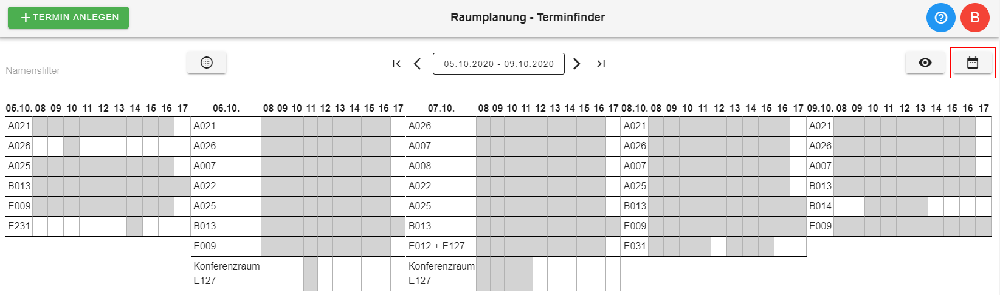 TERMIN ANLEGEN
Raumplanung - Terminfinder
B
Namensfilter
05.10.2020 - 09.10.2020
05.10. 08 09 10 11 12 13 14 15 16 17 06.10. 08 09 10 11 12 13 14 15 16 17 07.10. 08 09 10 11 12 13 14 15 16 17 08.10. 08 09 10 11 12 13 14 15 16 17 09.10. 08 09 10 11 12 13 14 15 16 17
A021 A021 A026 A021 A021
A026 A026 A007 A026 A026
A025 A007 A008 A007 A007
B013 A022 A022 A025 B013
E009 A025 A025 B013 B014
E231 B013 B013 E009 E009
E009 E012 + E127 E031
Konferenzraum Konferenzraum
E127 E127